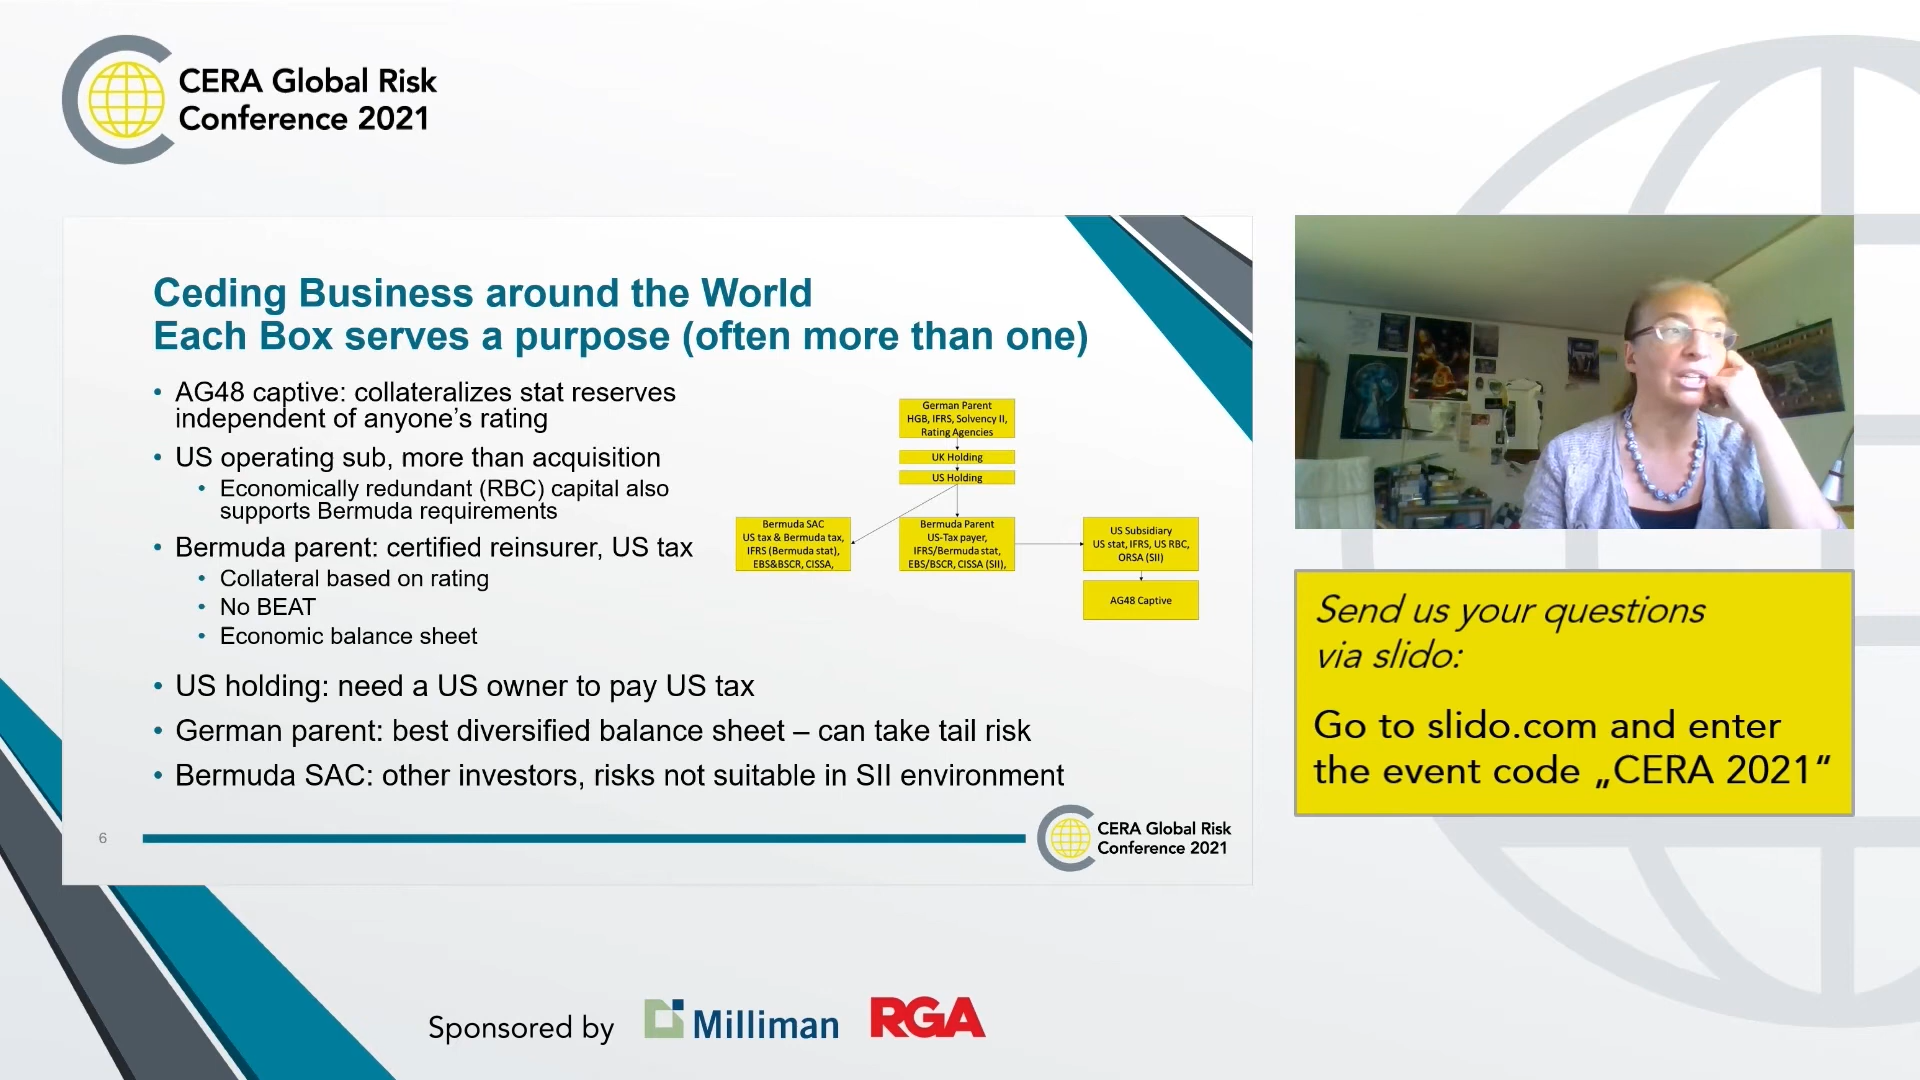 CERA Global Risk
Conference 2021
Ceding Business around the World
Each Box serves a purpose (often more than one)
• AG48 captive: collateralizes stat reserves
independent of anyone’s rating
• US operating sub, more than acquisition
• Economically redundant (RBC) capital also
supports Bermuda requirements
• Bermuda parent: certified reinsurer, US tax
• Collateral based on rating
• No BEAT
• Economic balance sheet
• US holding: need a US owner to pay US tax
• German parent: best diversified balance sheet – can take tail risk
• Bermuda SAC: other investors, risks not suitable in SII environment
German Parent
HGB, IFRS, Solvency II,
Rating Agencies
UK Holding
US Holding
Bermuda SAC
US tax & Bermuda tax,
IFRS (Bermuda stat),
EBS&BSCR, CISSA,
Bermuda Parent
US-Tax payer,
IFRS/Bermuda stat,
EBS/BSCR, CISSA (SII),
US Subsidiary
US stat, IFRS, US RBC,
ORSA (SII)
AG48 Captive
6
CERA Global Risk
Conference 2021
Send us your questions
via slido:
Go to slido.com and enter
the event code „CERA 2021“
Sponsored by
Milliman
RGA